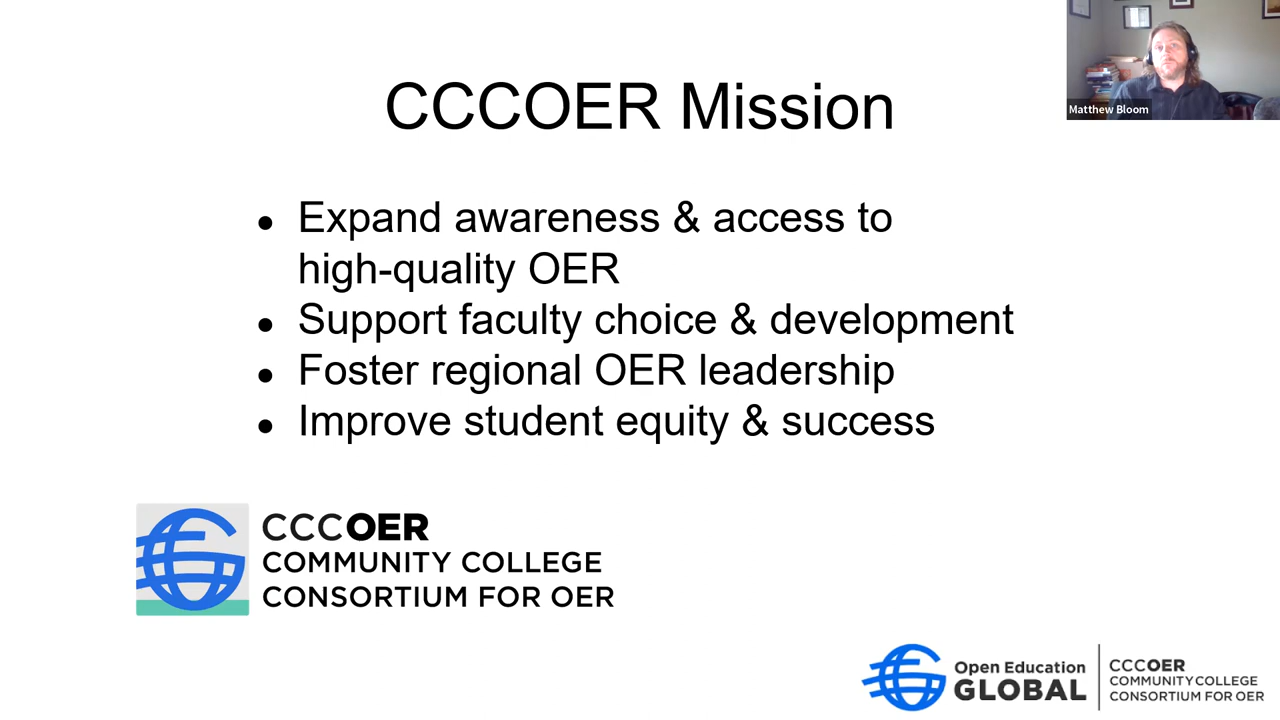 CCCOER Mission
Matthew Bloom
● Expand awareness & access to
high-quality OER
● Support faculty choice & development
● Foster regional OER leadership
● Improve student equity & success
CCCOER
COMMUNITY COLLEGE
CONSORTIUM FOR OER
Open Education
GLOBAL
CCCOER
COMMUNITY COLLEGE
CONSORTIUM FOR OER